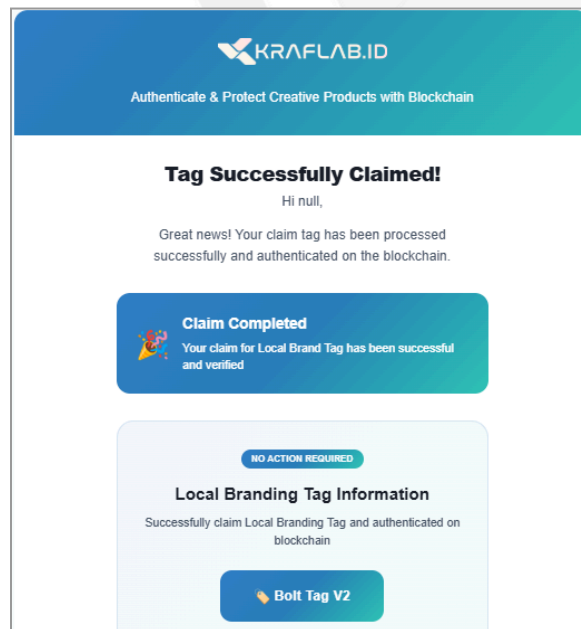 KRAFLAB.ID
Authenticate & Protect Creative Products with Blockchain
Tag Successfully Claimed!
Hi null,
Great news! Your claim tag has been processed
successfully and authenticated on the blockchain.
Claim Completed
Your claim for Local Brand Tag has been successful
and verified
NO ACTION REQUIRED
Local Branding Tag Information
Successfully claim Local Branding Tag and authenticated on
blockchain
Bolt Tag V2